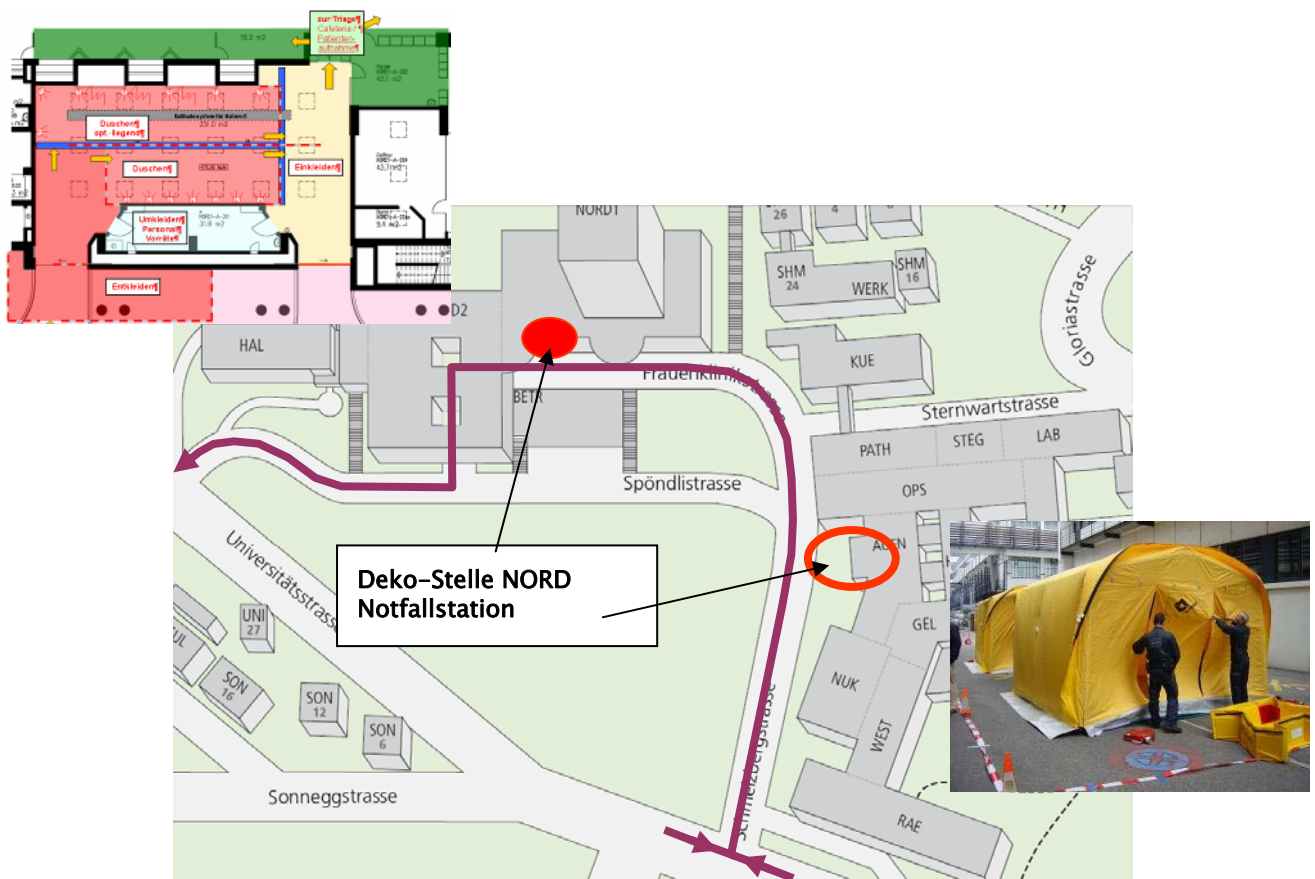 zur-Triage¶
Cafeteria-/
Patienten-
aufnahme¶
Duschen¶
opt.-liegend¶
Duschen¶
Einkleiden¶
Umkleiden¶
Personal¶
Vorräte¶
Entkleiden¶
NORD1
D2
HAL
BETR
26
4
SHM
24
SHM
16
WERK
KUE
Gloriastrasse
Frauenklinikstrasse
Sternwartstrasse
PATH
STEG
LAB
OPS
Spöndlistrasse
AUFN
Universitätsstrasse
Deko-Stelle NORD
Notfallstation
UNI
27
GEL
SON
16
SON
12
SON
6
NUK
WEST
Sonneggstrasse
Schmelzbergstrasse
RAE